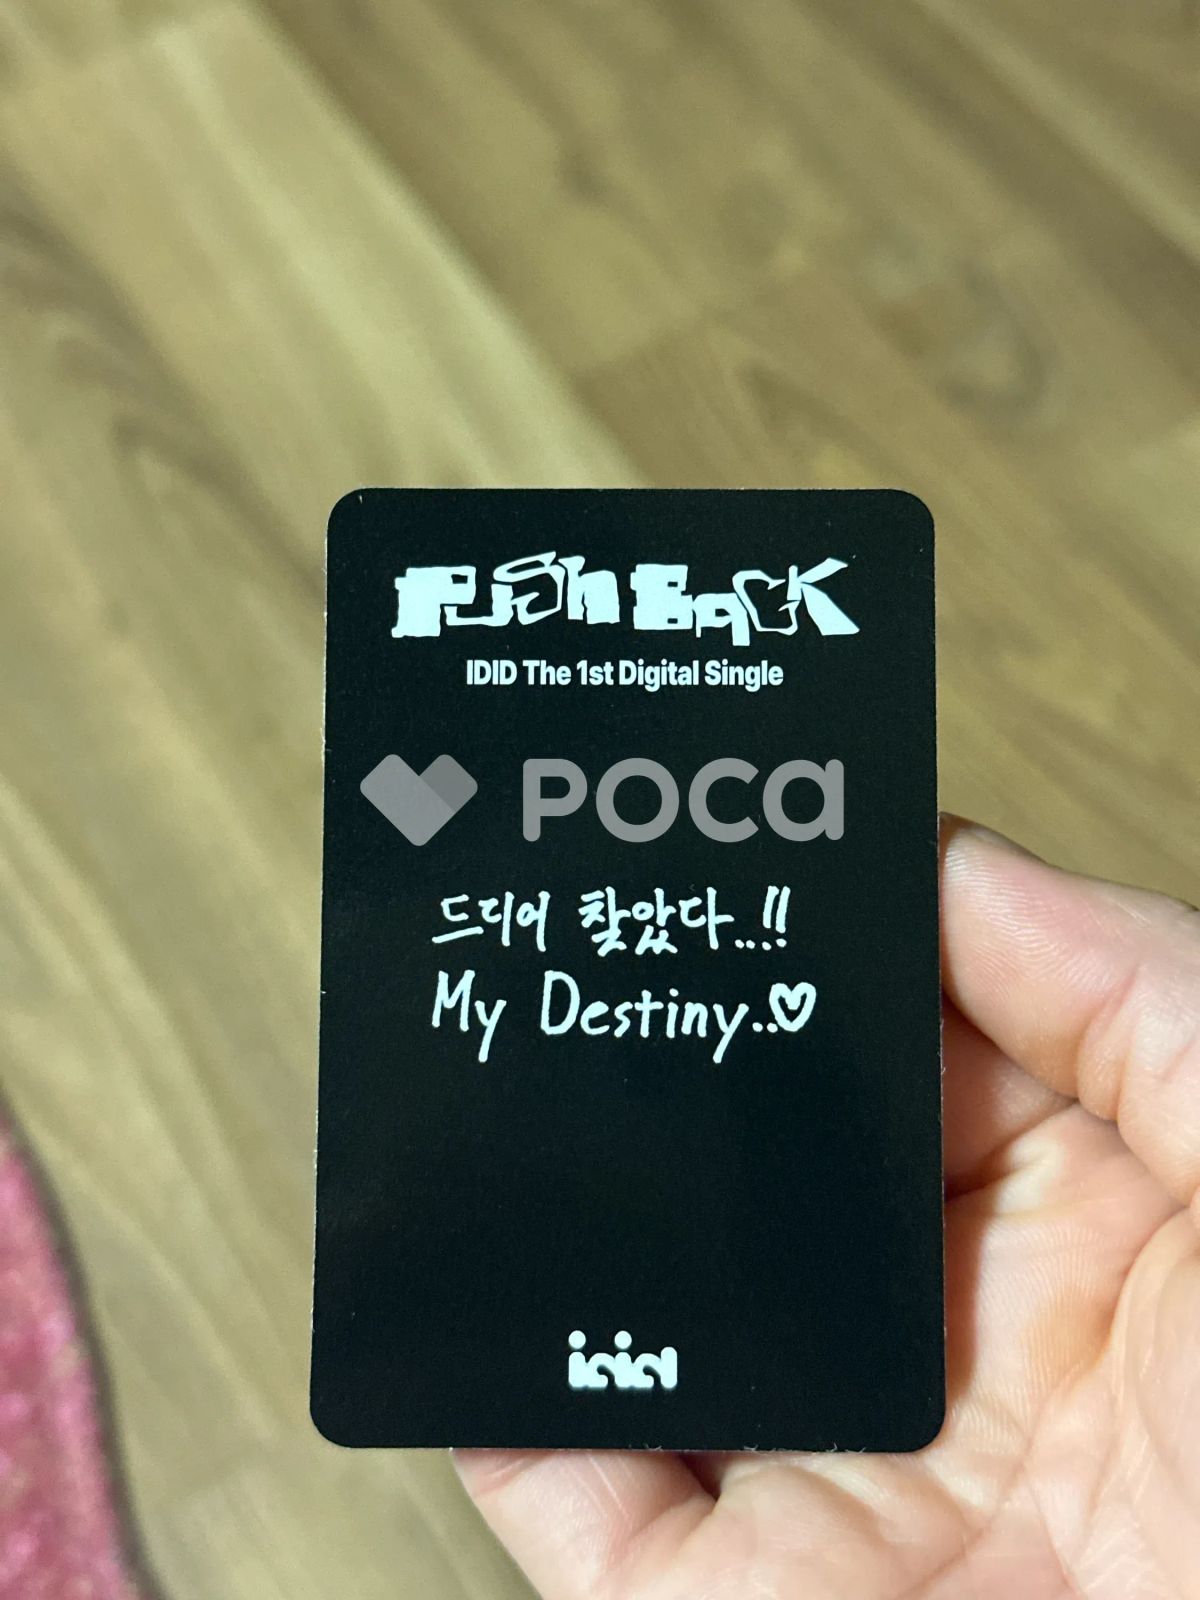 PUSH BACK
IDID The 1st Digital Single
POCA
드디어 찾았다...!!
My Destiny..♡
idid